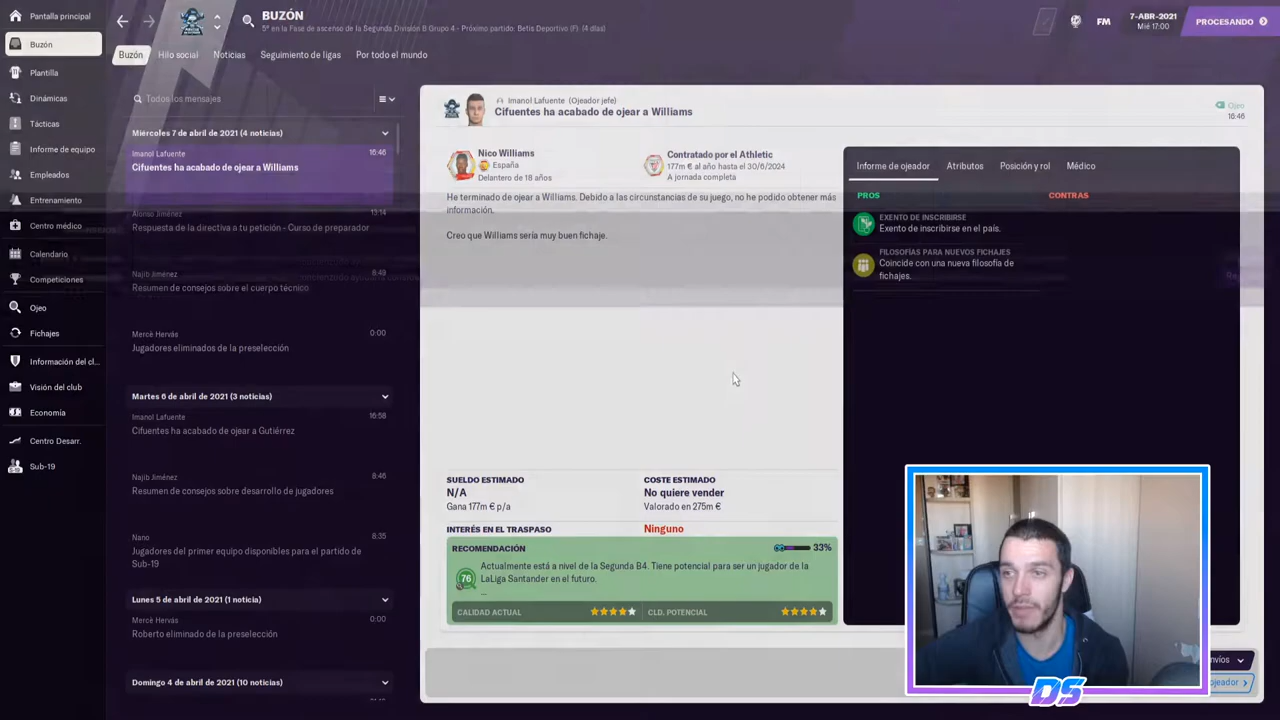 Pantalla principal
BUZÓN
5º en la Fase de ascenso de la Segunda División B Grupo 4 - Próximo partido: Betis Deportivo (F) (4 días)
FM
7-ABR-2021
Mié 17:00
PROCESANDO
Buzón
Plantilla
Dinámicas
Tácticas
Informe de equipo
Empleados
Entrenamiento
Centro médico
Calendario
Competiciones
Ojeo
Fichajes
Información del cl...
Visión del club
Economía
Centro Desarr.
Sub-19
Buzón
Hilo social
Noticias
Seguimiento de ligas
Por todo el mundo
Todos los mensajes
Miércoles 7 de abril de 2021 (4 noticias)
Imanol Lafuente 16:46
Cifuentes ha acabado de ojear a Williams
Alonso Jiménez 13:14
Respuesta de la directiva a tu petición - Curso de preparador
Najib Jiménez 8:49
Resumen de consejos sobre el cuerpo técnico
Mercè Hervás 0:00
Jugadores eliminados de la preselección
Martes 6 de abril de 2021 (3 noticias)
Imanol Lafuente 16:58
Cifuentes ha acabado de ojear a Gutiérrez
Najib Jiménez 8:46
Resumen de consejos sobre desarrollo de jugadores
Nano 8:35
Jugadores del primer equipo disponibles para el partido de
Sub-19
Lunes 5 de abril de 2021 (1 noticia)
Mercè Hervás 0:00
Roberto eliminado de la preselección
Domingo 4 de abril de 2021 (10 noticias)
Imanol Lafuente (Ojeador jefe)
Cifuentes ha acabado de ojear a Williams
Ojeo
16:46
Nico Williams
España
Delantero de 18 años
Contratado por el Athletic
177m € al año hasta el 30/6/2024
A jornada completa
He terminado de ojear a Williams. Debido a las circunstancias de su juego, no he podido obtener más
información.
Creo que Williams sería muy buen fichaje.
SUELDO ESTIMADO
N/A
Gana 177m € p/a
COSTE ESTIMADO
No quiere vender
Valorado en 275m €
INTERÉS EN EL TRASPASO
Ninguno
RECOMENDACIÓN
33%
76
Actualmente está a nivel de la Segunda B4. Tiene potencial para ser un jugador de la
LaLiga Santander en el futuro.
...
CALIDAD ACTUAL
CLD. POTENCIAL
Informe de ojeador
Atributos
Posición y rol
Médico
PROS
CONTRAS
EXENTO DE INSCRIBIRSE
Exento de inscribirse en el país.
FILOSOFÍAS PARA NUEVOS FICHAJES
Coincide con una nueva filosofía de
fichajes.
nvíos
ojeador
DS